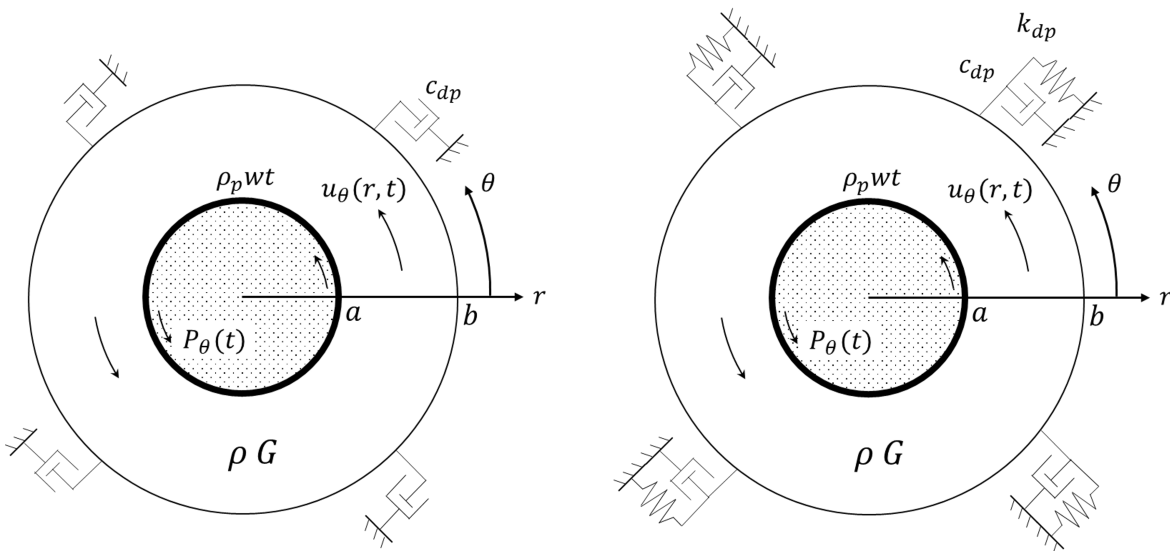 c_{dp}
θ
ρ_p wt
u_θ(r, t)
r
a
b
P_θ(t)
ρ G
k_{dp}
c_{dp}
θ
ρ_p wt
u_θ(r, t)
r
a
b
P_θ(t)
ρ G